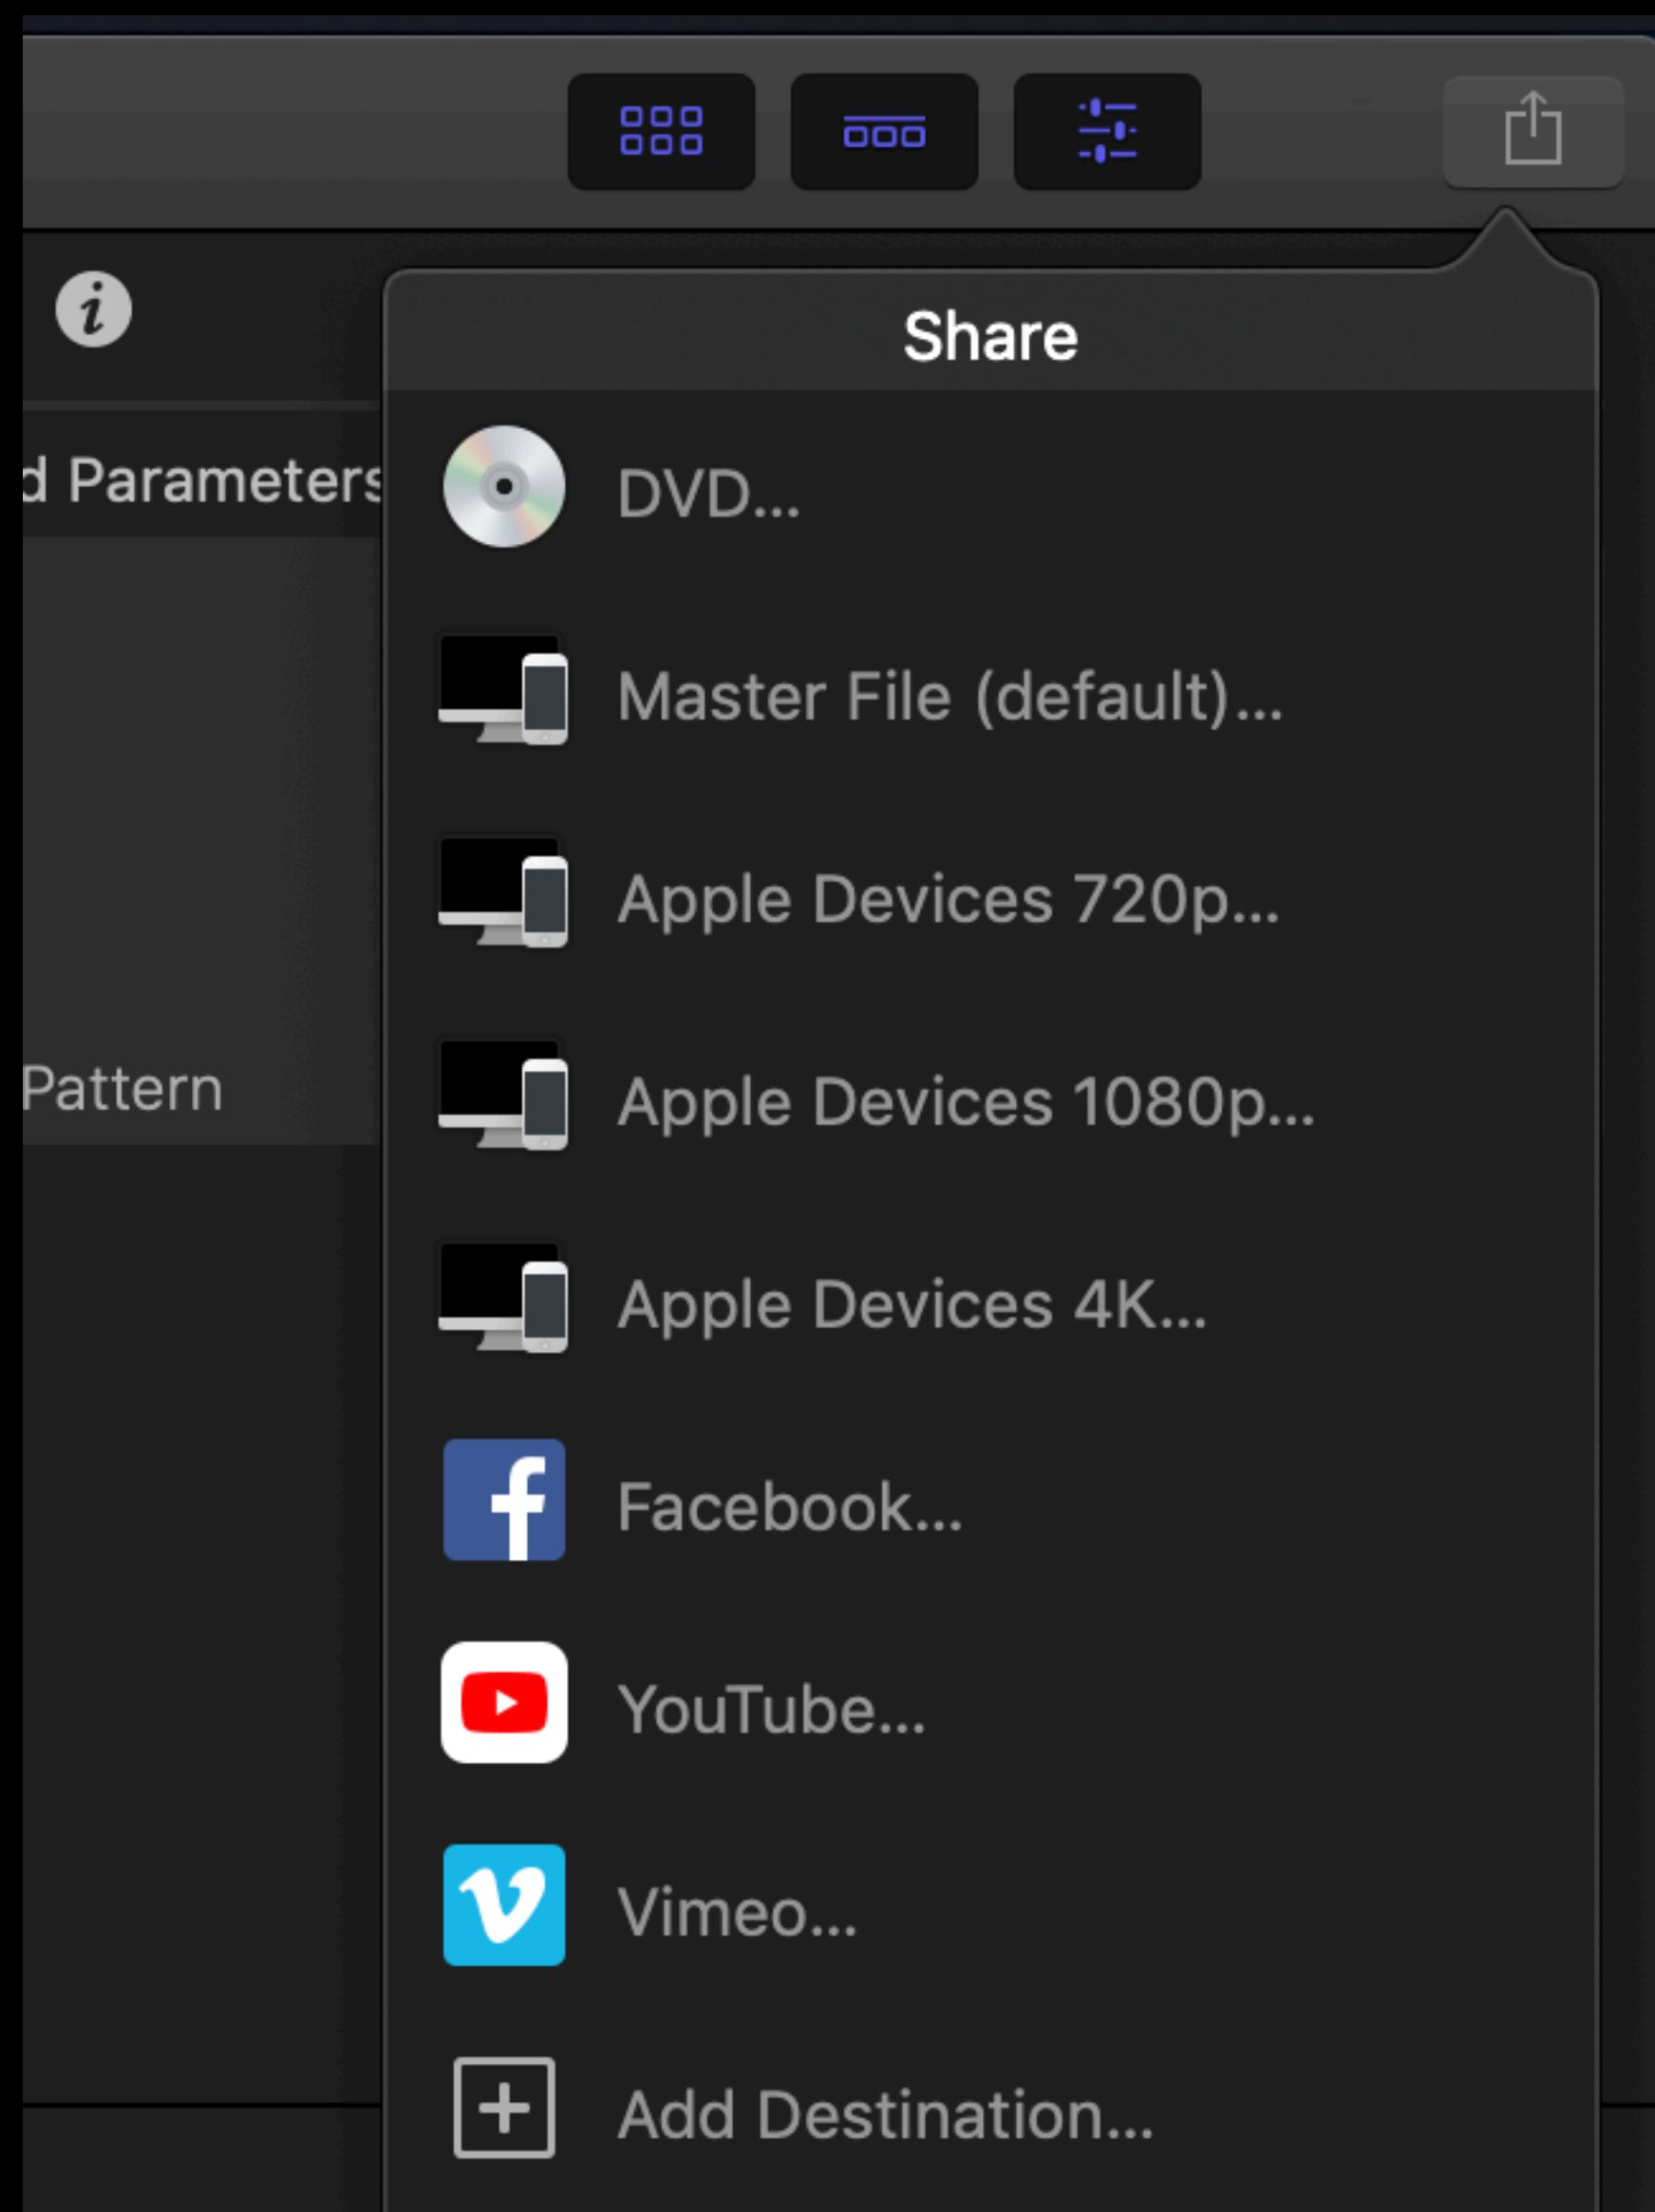 Share
d Parameters
DVD...
Master File (default)...
Apple Devices 720p...
Apple Devices 1080p...
Pattern
Apple Devices 4K...
Facebook...
YouTube...
Vimeo...
Add Destination...